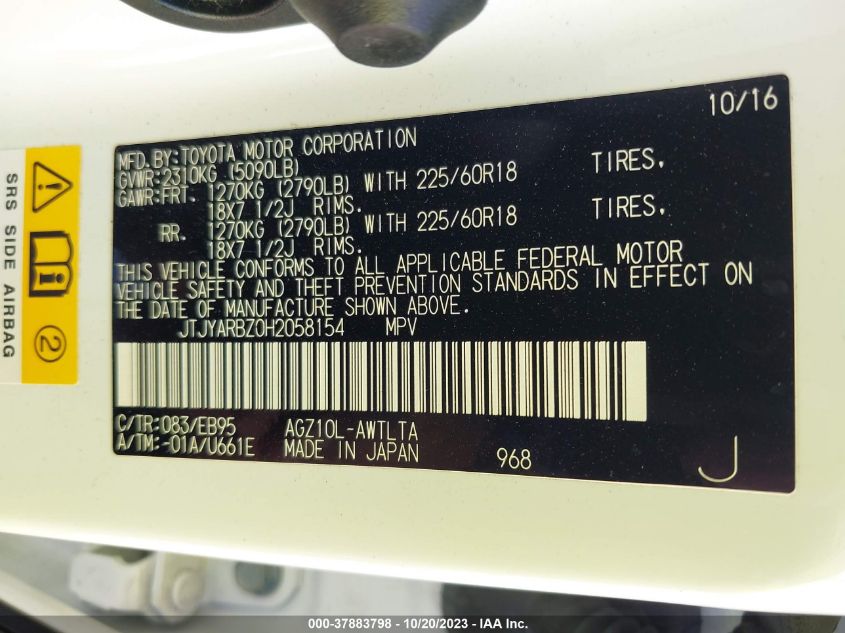 10/16
MFD.BY:TOYOTA MOTOR CORPORATION
GVWR:2310KG (5090LB)
GAWR:FRT. 1270KG (2790LB) WITH 225/60R18 TIRES,
18X7 1/2J RIMS.
RR. 1270KG (2790LB) WITH 225/60R18 TIRES,
18X7 1/2J RIMS.
THIS VEHICLE CONFORMS TO ALL APPLICABLE FEDERAL MOTOR
VEHICLE SAFETY AND THEFT PREVENTION STANDARDS IN EFFECT ON
THE DATE OF MANUFACTURE SHOWN ABOVE.
JTJYARBZ0H2058154 MPV
C/TR:083/EB95 AGZ10L-AWTLTA
A/TM:-01A/U661E MADE IN JAPAN 968
J
SRS SIDE AIRBAG
2
000-37883798 - 10/20/2023 - IAA Inc.